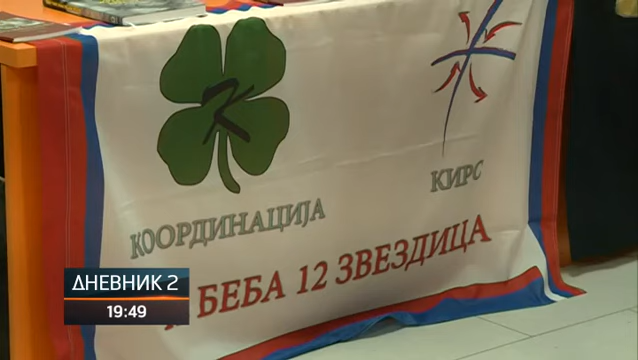 КООРДИНАЦИЈА
КИРС
БЕБА 12 ЗВЕЗДИЦА
ДНЕВНИК 2
19:49